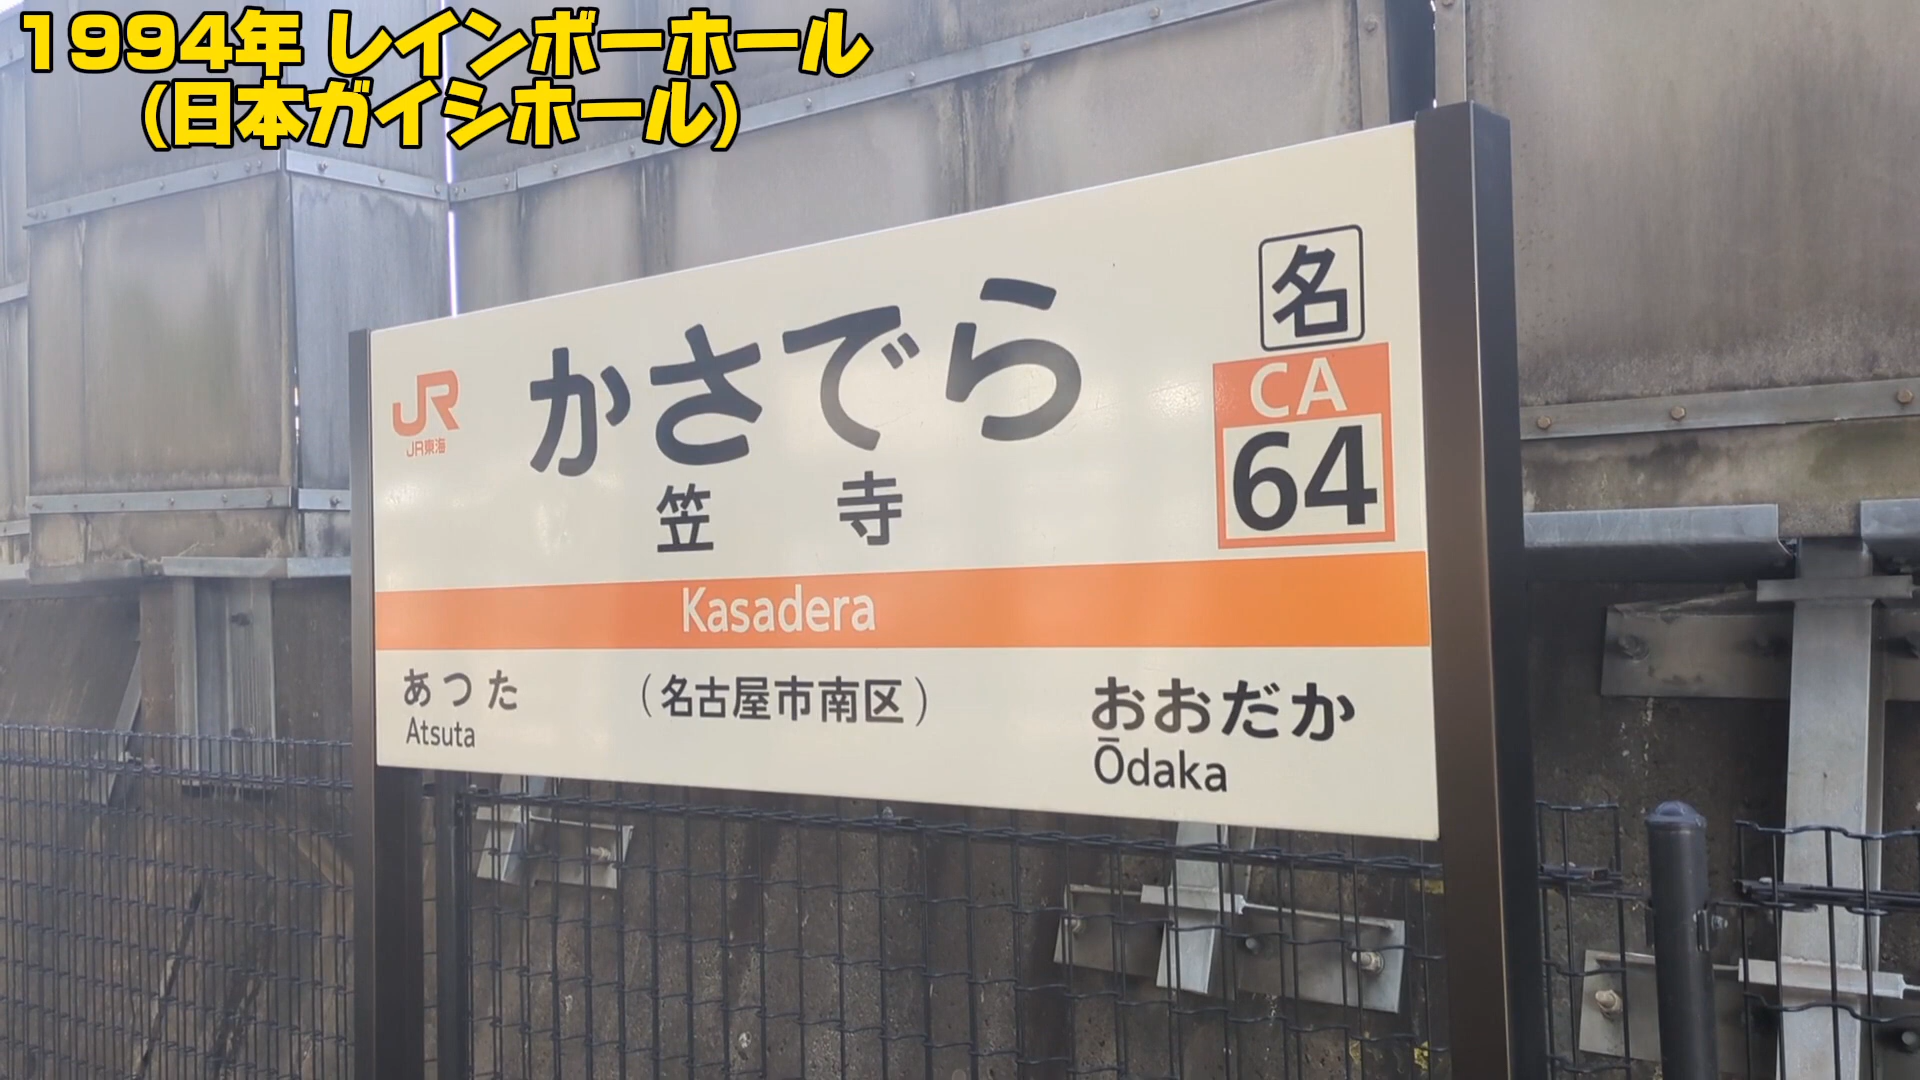 1994年 レインボーホール
(日本ガイシホール)
名
JR
JR東海
かさでら
CA
64
笠寺
Kasadera
あつた
Atsuta
(名古屋市南区)
おおだか
Ōdaka